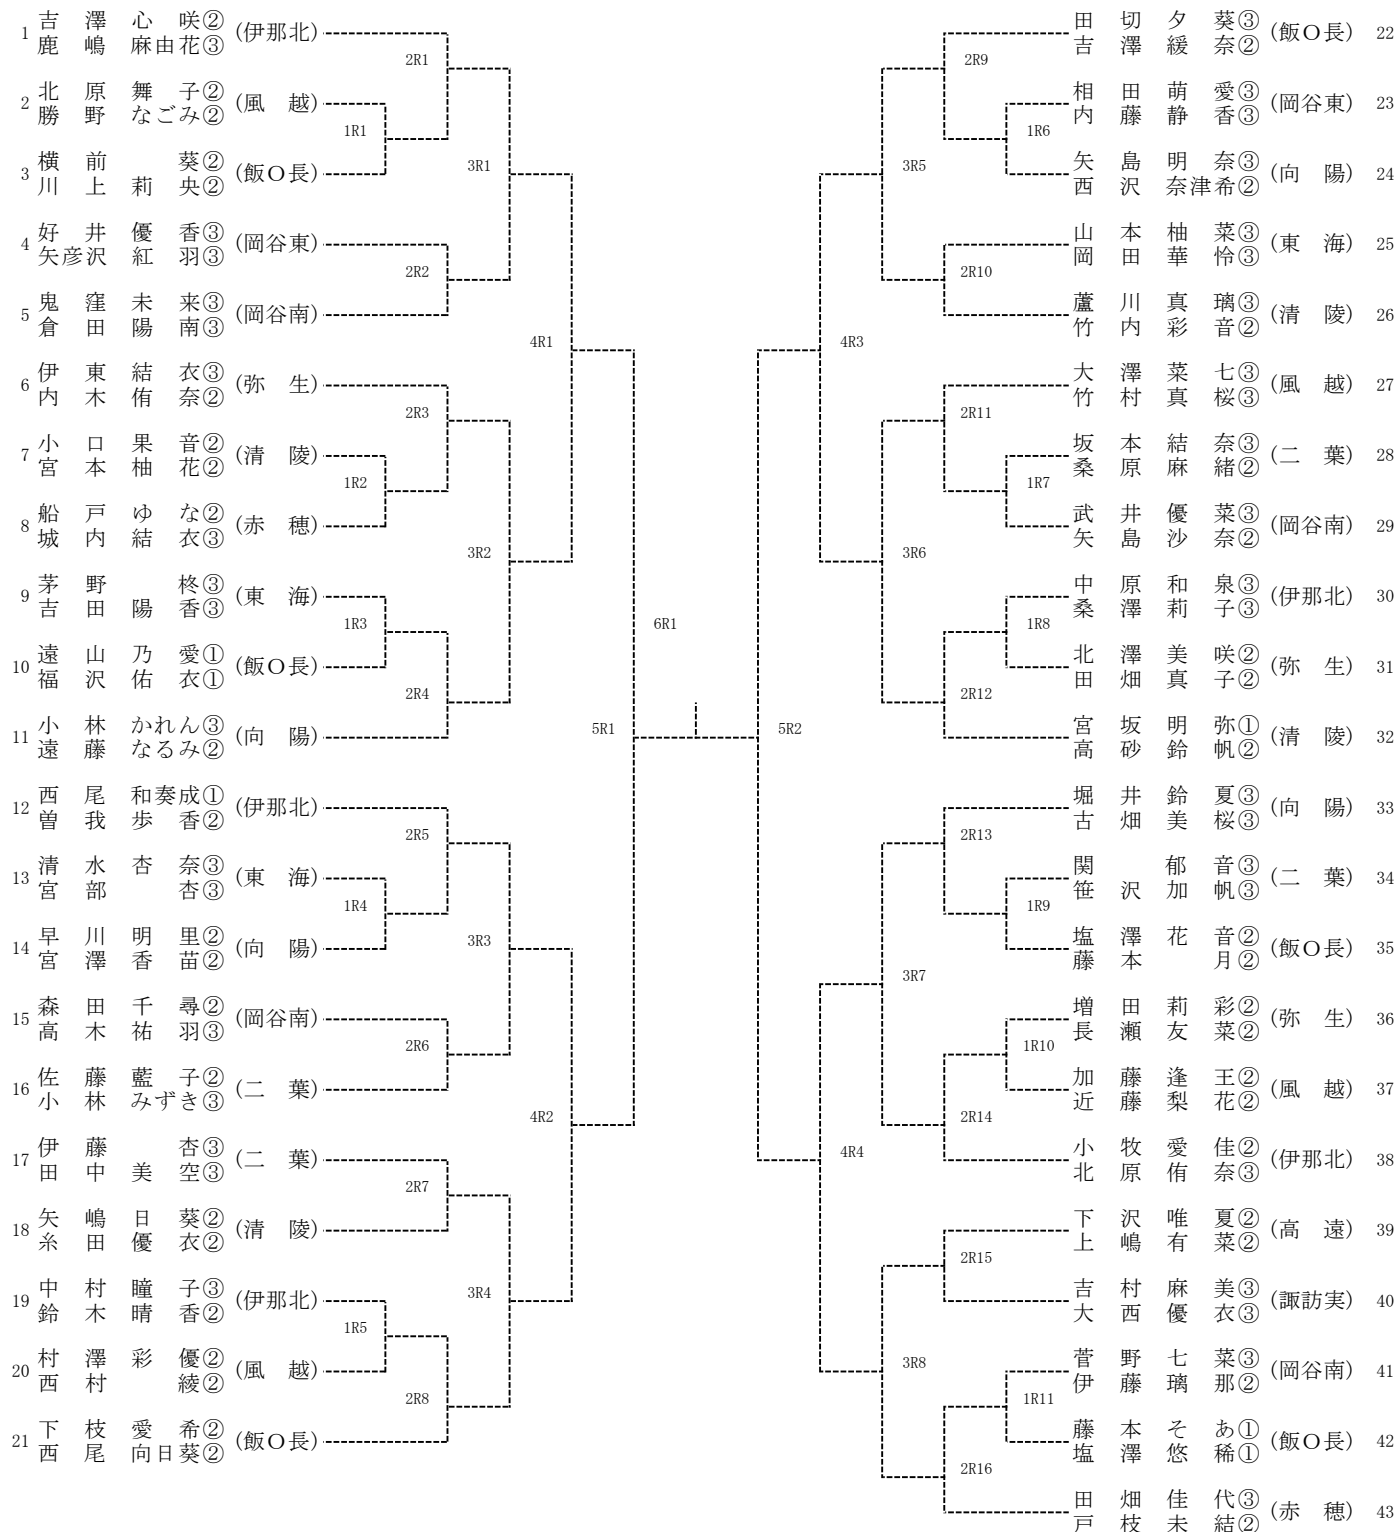 1 吉澤心咲② 鹿嶋麻由花③ (伊那北)
2 北原舞子② 勝野なごみ② (風越)
3 横前葵② 川上莉央② (飯O長)
4 好井優香③ 矢彦沢紅羽③ (岡谷東)
5 鬼窪未来③ 倉田陽南③ (岡谷南)
6 伊東結衣③ 内木侑奈② (弥生)
7 小口果音② 宮本柚花② (清陵)
8 船戸ゆな② 城内結衣③ (赤穂)
9 茅野柊③ 吉田陽香③ (東海)
10 遠山乃愛① 福沢佑衣① (飯O長)
11 小林かれん③ 遠藤なるみ② (向陽)
12 西尾和奏成① 曽我歩香② (伊那北)
13 清水杏奈③ 宮部杏③ (東海)
14 早川明里② 宮澤香苗② (向陽)
15 森田千尋② 高木祐羽③ (岡谷南)
16 佐藤藍子② 小林みずき③ (二葉)
17 伊藤杏③ 田中美空③ (二葉)
18 矢嶋日葵② 糸田優衣② (清陵)
19 中村瞳子③ 鈴木晴香② (伊那北)
20 村澤彩優② 西村綾② (風越)
21 下枝愛希② 西尾向日葵② (飯O長)
1R1
1R2
1R3
1R4
1R5
2R1
2R2
2R3
2R4
2R5
2R6
2R7
2R8
3R1
3R2
3R3
3R4
4R1
4R2
5R1
6R1
5R2
4R3
4R4
3R5
3R6
3R7
3R8
2R9
2R10
2R11
2R12
2R13
2R14
2R15
2R16
1R6
1R7
1R8
1R9
1R10
1R11
田切夕葵③ 吉澤緩奈② (飯O長) 22
相田萌愛③ 内藤静香③ (岡谷東) 23
矢島明奈③ 西沢奈津希② (向陽) 24
山本柚菜③ 岡田華怜③ (東海) 25
蘆川真璃③ 竹内彩音② (清陵) 26
大澤菜七③ 竹村真桜③ (風越) 27
坂本結奈③ 桑原麻緒② (二葉) 28
武井優菜③ 矢島沙奈② (岡谷南) 29
中原和泉③ 桑澤莉子③ (伊那北) 30
北澤美咲② 田畑真子② (弥生) 31
宮坂明弥① 高砂鈴帆② (清陵) 32
堀井鈴夏③ 古畑美桜③ (向陽) 33
関郁音③ 笹沢加帆③ (二葉) 34
塩澤花音② 藤本月② (飯O長) 35
増田莉彩② 長瀬友菜② (弥生) 36
加藤逢王② 近藤梨花② (風越) 37
小牧愛佳② 北原侑奈③ (伊那北) 38
下沢唯夏② 上嶋有菜② (高遠) 39
吉村麻美③ 大西優衣③ (諏訪実) 40
菅野七菜③ 伊藤璃那② (岡谷南) 41
藤本そあ① 塩澤悠稀① (飯O長) 42
田畑佳代③ 戸枝未結② (赤穂) 43